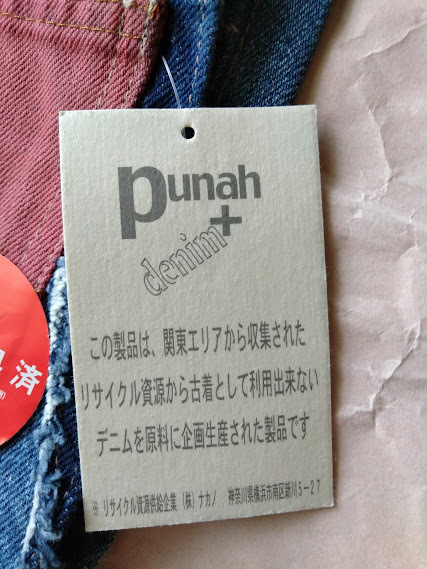 punah
+
denim
この製品は、関東エリアから収集された
リサイクル資源から古着として利用出来ない
デニムを原料に企画生産された製品です
※ リサイクル資源供給企業 (株) ナカノ 神奈川県横浜市南区新川5-27
済